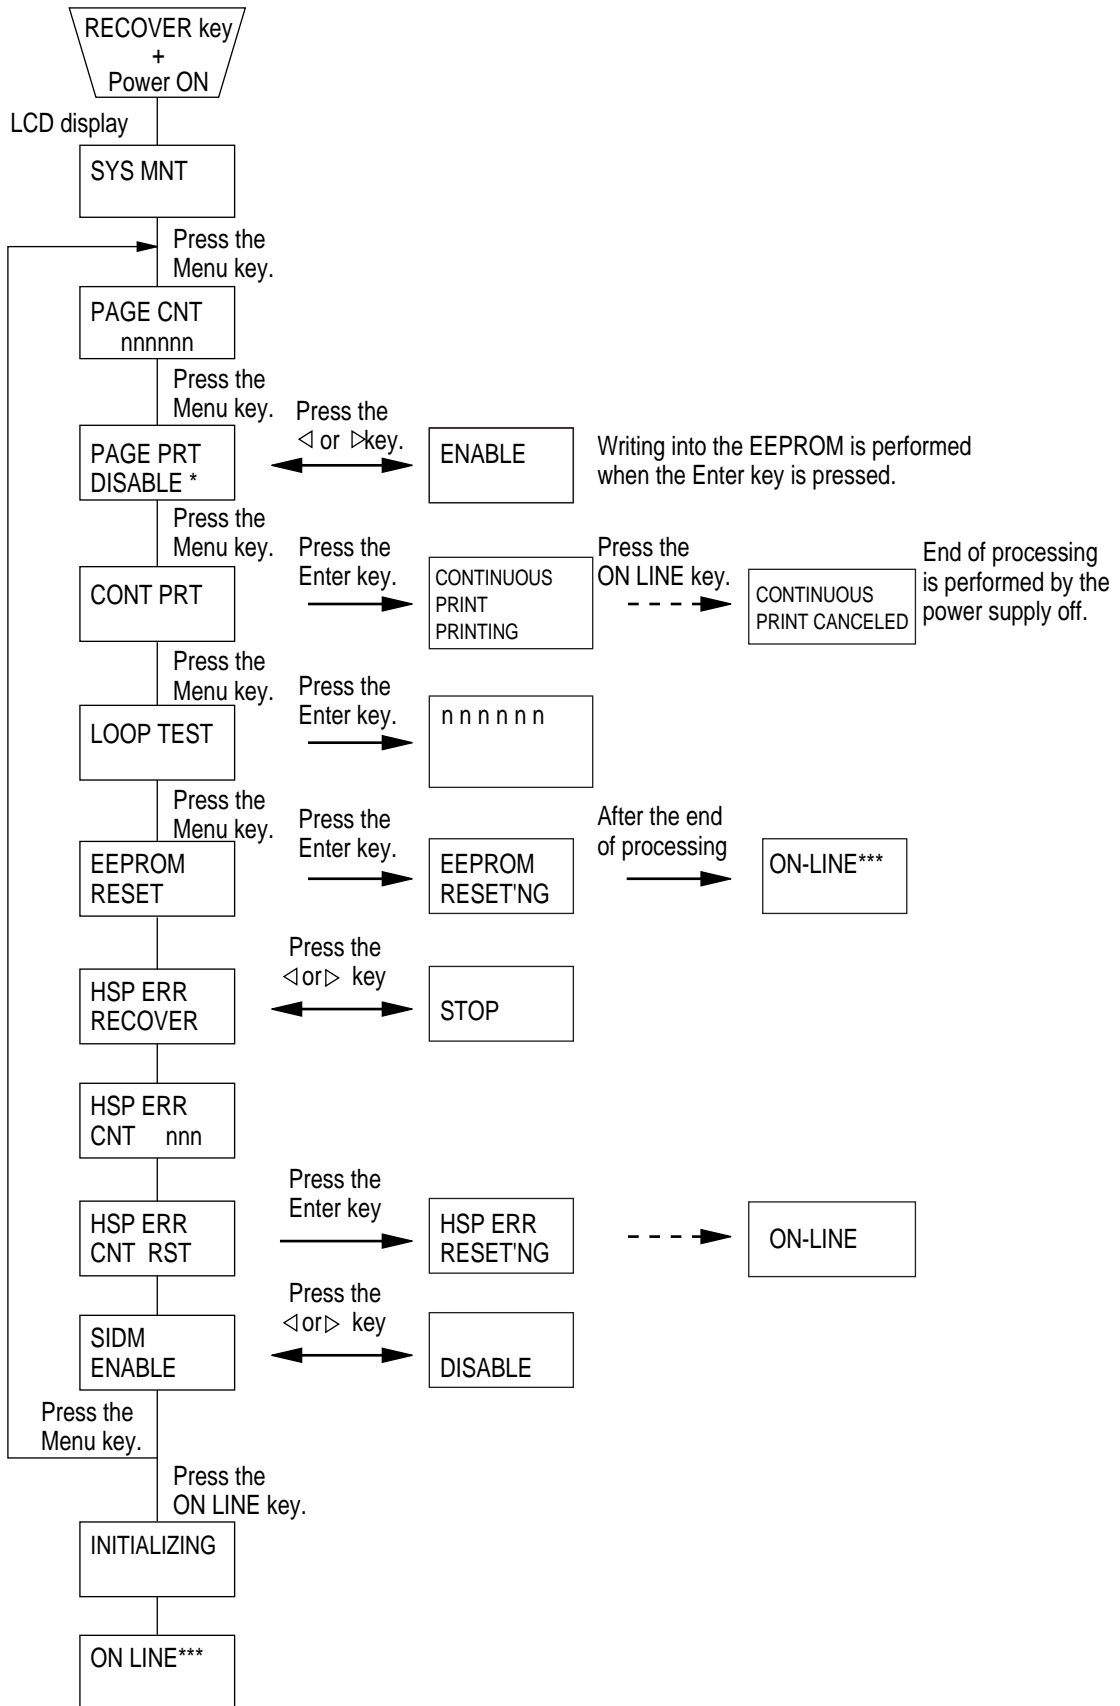 RECOVER key
+
Power ON
LCD display
SYS MNT
Press the
Menu key.
PAGE CNT
nnnnnn
Press the
Menu key.
PAGE PRT
DISABLE *
Press the
◁ or ▷key.
ENABLE
Writing into the EEPROM is performed
when the Enter key is pressed.
Press the
Menu key.
CONT PRT
Press the
Enter key.
CONTINUOUS
PRINT
PRINTING
Press the
ON LINE key.
CONTINUOUS
PRINT CANCELED
End of processing
is performed by the
power supply off.
Press the
Menu key.
LOOP TEST
Press the
Enter key.
n n n n n n
Press the
Menu key.
EEPROM
RESET
Press the
Enter key.
EEPROM
RESET'NG
After the end
of processing
ON-LINE***
HSP ERR
RECOVER
Press the
◁or▷ key
STOP
HSP ERR
CNT nnn
HSP ERR
CNT RST
Press the
Enter key
HSP ERR
RESET'NG
ON-LINE
SIDM
ENABLE
Press the
◁or▷ key
DISABLE
Press the
Menu key.
Press the
ON LINE key.
INITIALIZING
ON LINE***